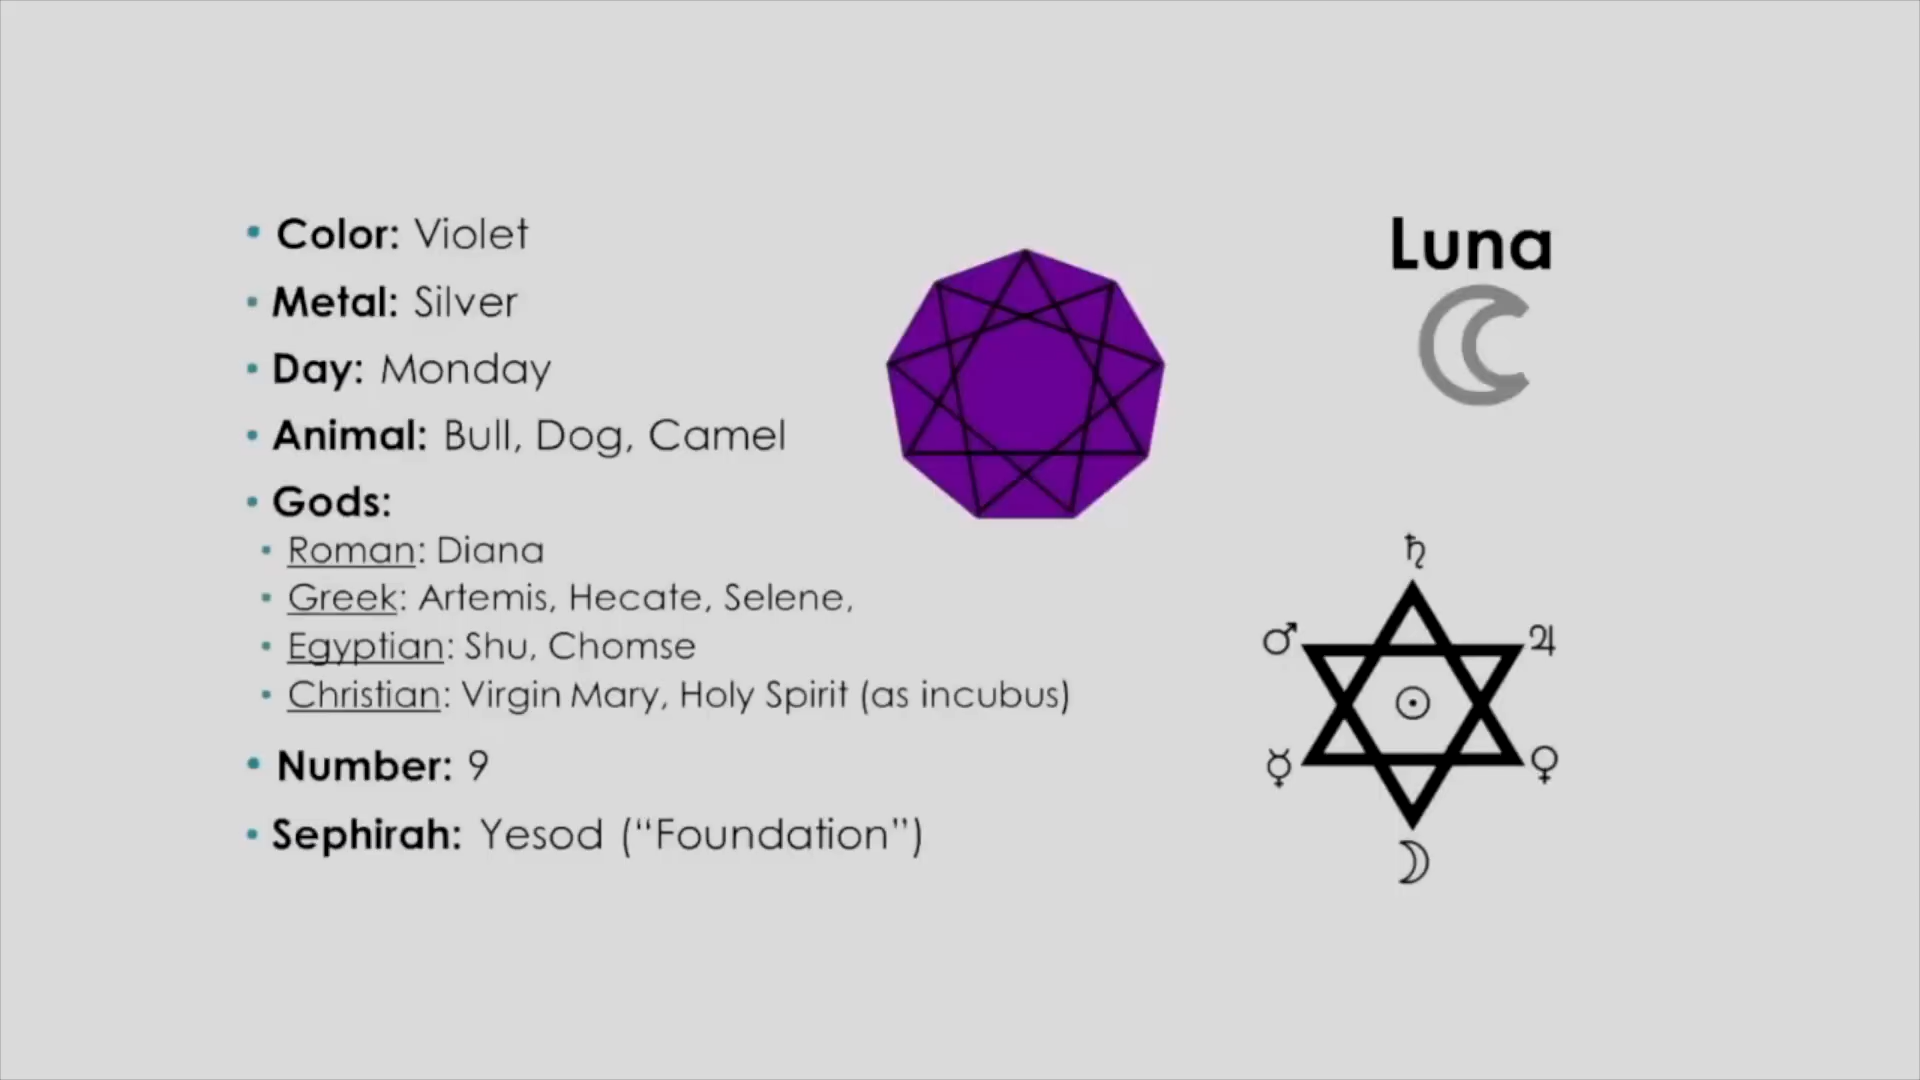 • Color: Violet
• Metal: Silver
• Day: Monday
• Animal: Bull, Dog, Camel
• Gods:
• Roman: Diana
• Greek: Artemis, Hecate, Selene,
• Egyptian: Shu, Chomse
• Christian: Virgin Mary, Holy Spirit (as incubus)
• Number: 9
• Sephirah: Yesod (“Foundation”)
Luna
♄
♂ ♃
☉
☿ ♀
☽